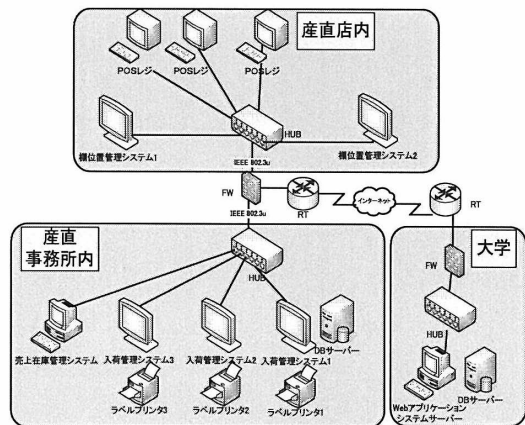 産直店内
POSレジ
POSレジ
POSレジ
HUB
棚位置管理システム1
棚位置管理システム2
IEEE 802.3u
FW
RT
インターネット
RT
IEEE 802.3u
産直
事務所内
HUB
大学
FW
HUB
売上在庫管理システム
入荷管理システム3
入荷管理システム2
入荷管理システム1
DBサーバー
ラベルプリンタ3
ラベルプリンタ2
ラベルプリンタ1
Webアプリケーション
システムサーバー
DBサーバー